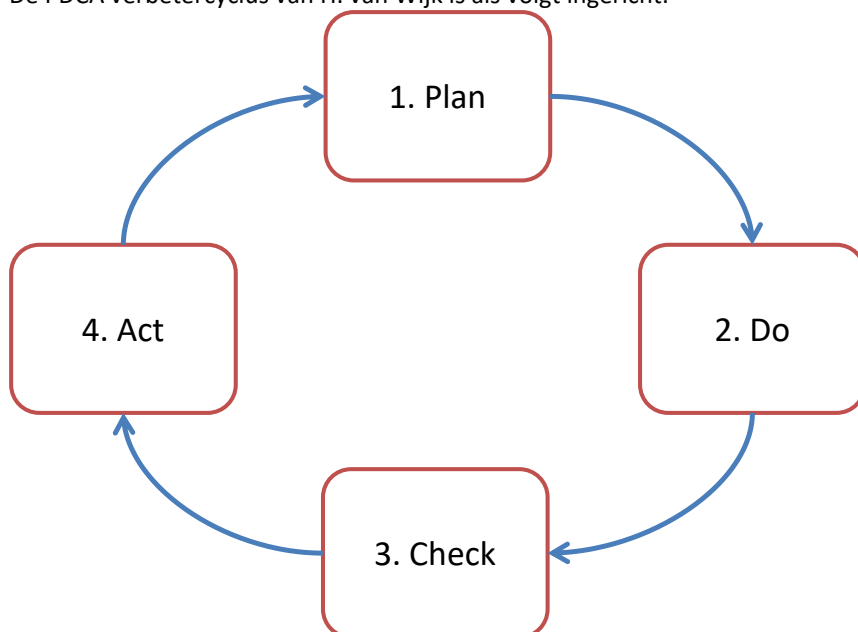 De PDCA verbetercyclus van H. van Wijk is als volgt ingericht:
1. Plan
4. Act
2. Do
3. Check